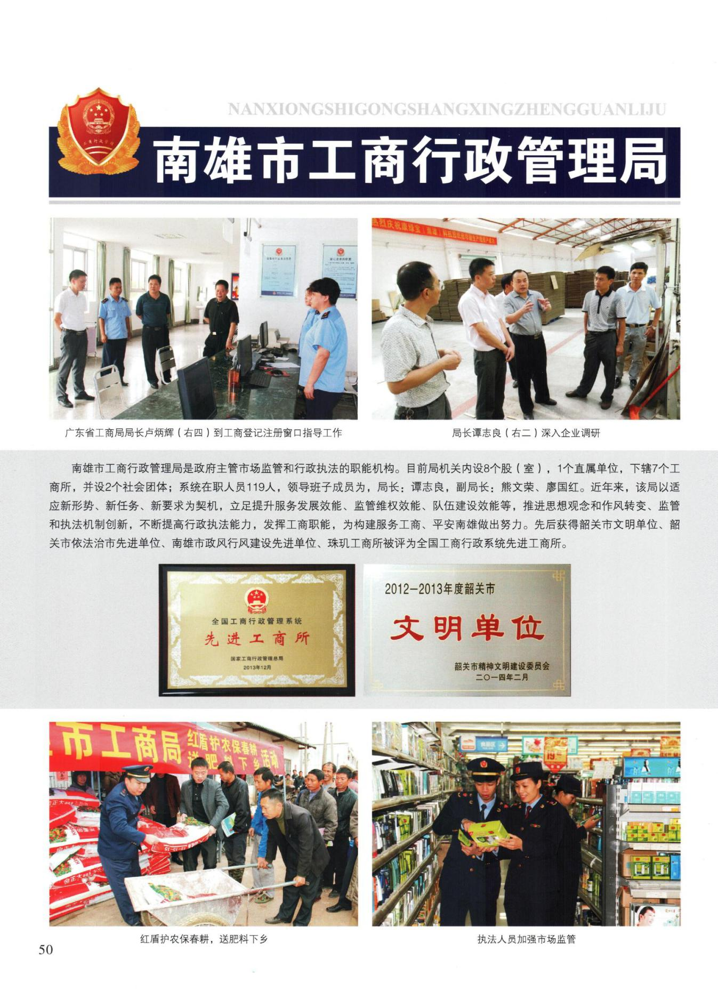 NANXIONGSHIGONGSHANGXINGZHENGGUANLIJU
工商行政管理
南雄市工商行政管理局
热烈庆祝康绿宝（南雄）科技
广东省工商局局长卢炳辉（右四）到工商登记注册窗口指导工作
局长谭志良（右二）深入企业调研
南雄市工商行政管理局是政府主管市场监管和行政执法的职能机构。目前局机关内设8个股（室），1个直属单位，下辖7个工
商所，并设2个社会团体；系统在职人员119人，领导班子成员为，局长：谭志良，副局长：熊文荣、廖国红。近年来，该局以适
应新形势、新任务、新要求为契机，立足提升服务发展效能、监管维权效能、队伍建设效能等，推进思想观念和作风转变、监管
和执法机制创新，不断提高行政执法能力，发挥工商职能，为构建服务工商、平安南雄做出努力。先后获得韶关市文明单位、韶
关市依法治市先进单位、南雄市政风行风建设先进单位、珠玑工商所被评为全国工商行政系统先进工商所。
全国工商行政管理系统
先进工商所
国家工商行政管理总局
2013年12月
2012－2013年度韶关市
文明单位
韶关市精神文明建设委员会
二〇一四年二月
市工商局
红盾护农保春耕
送肥料下乡活动
金正大
15-15-15
食品区
红盾护农保春耕，送肥料下乡
执法人员加强市场监管
50